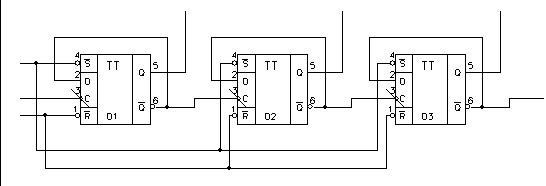 4 S TT 4 S TT 4 S TT
2 D Q 5 2 D Q 5 2 D Q 5
3 C 3 C 3 C
1 R D1 Q 6 1 R D2 Q 6 1 R D3 Q 6